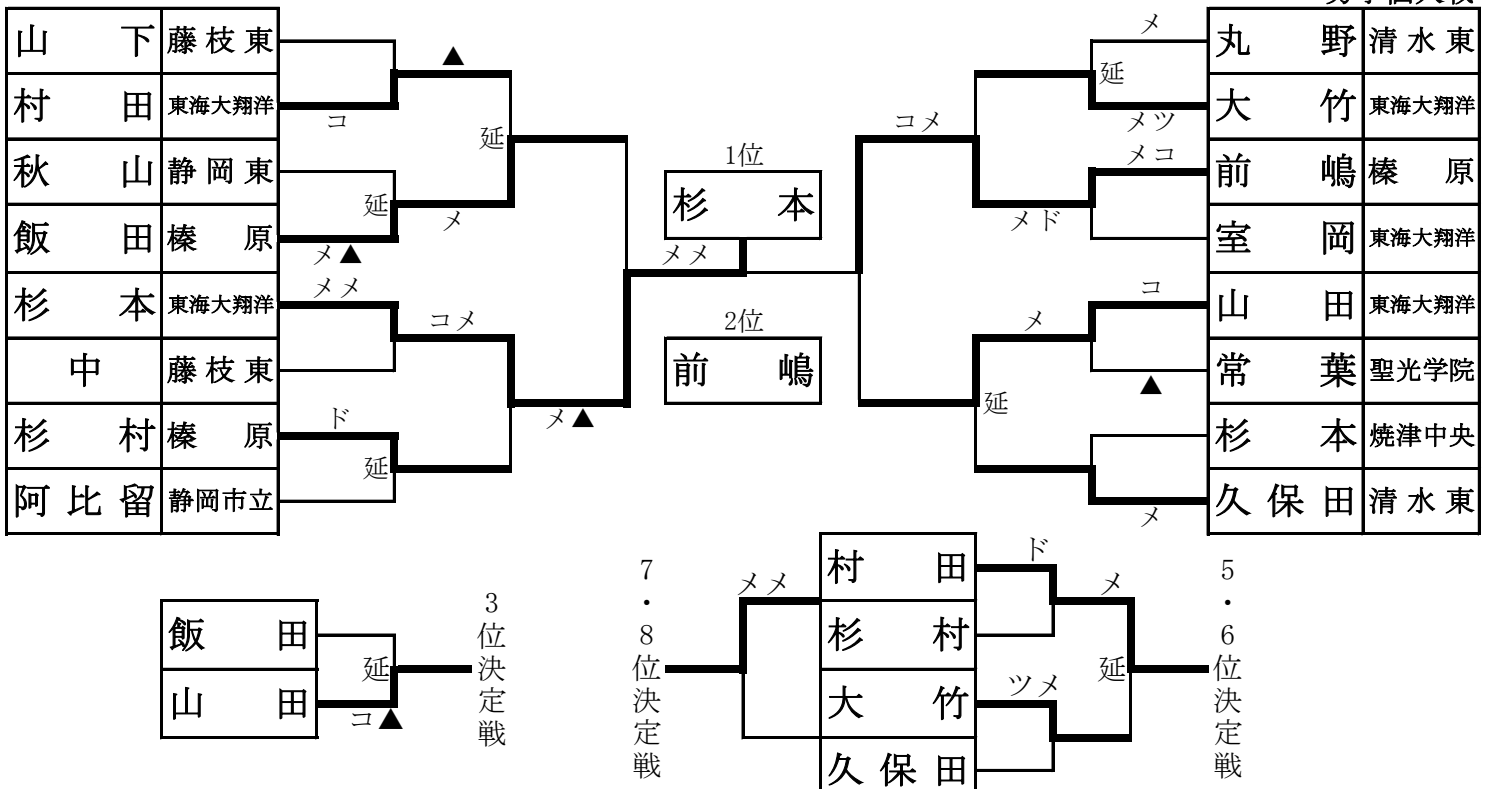 山下 藤枝東
▲
村田 東海大翔洋
コ
延
秋山 静岡東
延
飯田 榛原
メ
メ▲
杉本 東海大翔洋
メメ
コメ
中 藤枝東
杉村 榛原
ド
延
メ▲
阿比留 静岡市立
1位
杉本
メメ
2位
前嶋
メ
丸野 清水東
延
大竹 東海大翔洋
メツ
コメ
メコ
前嶋 榛原
メド
室岡 東海大翔洋
コ
山田 東海大翔洋
メ
常葉 聖光学院
▲
延
杉本 焼津中央
久保田 清水東
メ
飯田
延
山田
コ▲
3位決定戦
7・8位決定戦
メメ
村田
ド
メ
杉村
延
大竹
ツメ
久保田
5・6位決定戦